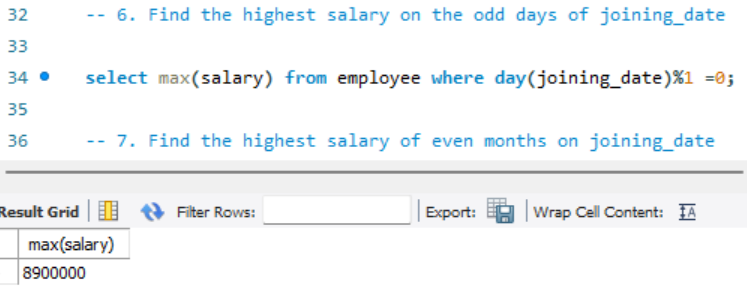 32 -- 6. Find the highest salary on the odd days of joining_date
33
34 select max(salary) from employee where day(joining_date)%1 =0;
35
36 -- 7. Find the highest salary of even months on joining_date
Result Grid Filter Rows: Export: Wrap Cell Content: IA
max(salary)
8900000